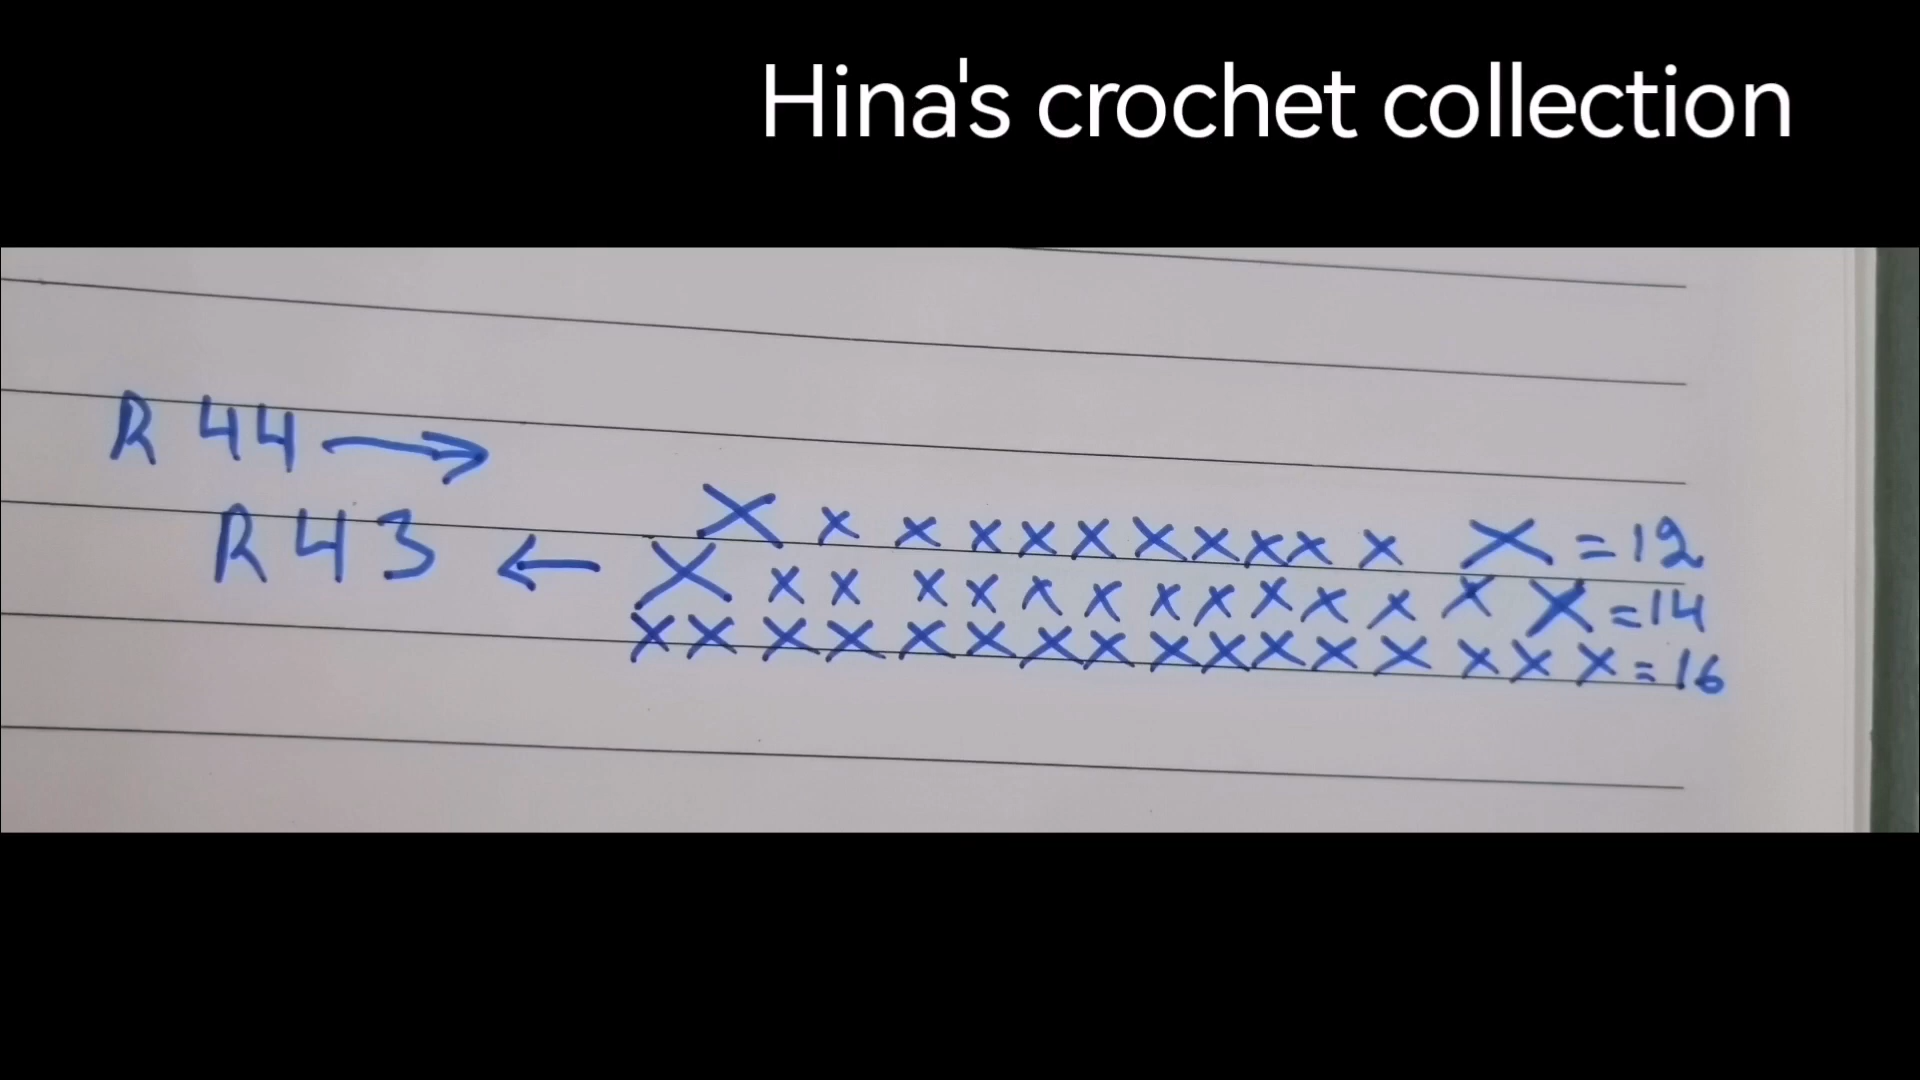 Hina's crochet collection
R 44 →
X x x x x x x x x x x X = 12
R 43 ← X x x x x x x x x x x x x X = 14
x x x x x x x x x x x x x x x x = 16